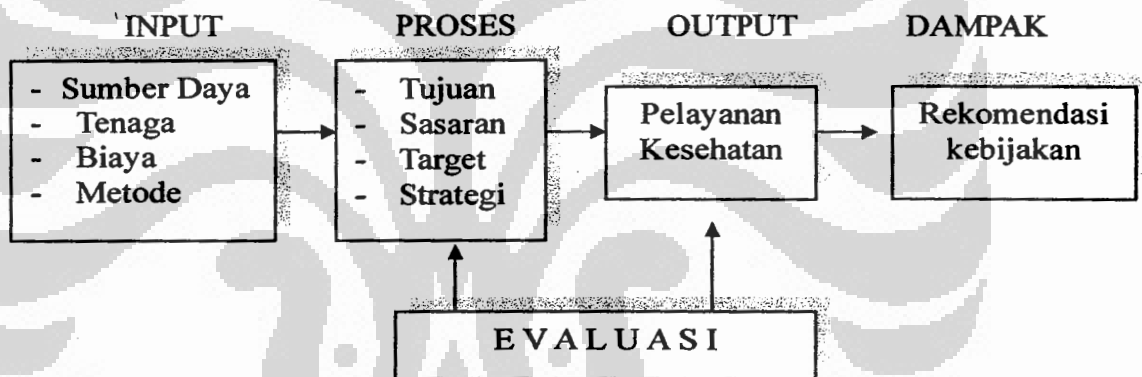 INPUT
- Sumber Daya
- Tenaga
- Biaya
- Metode
PROSES
- Tujuan
- Sasaran
- Target
- Strategi
OUTPUT
Pelayanan
Kesehatan
DAMPAK
Rekomendasi
kebijakan
EVALUASI